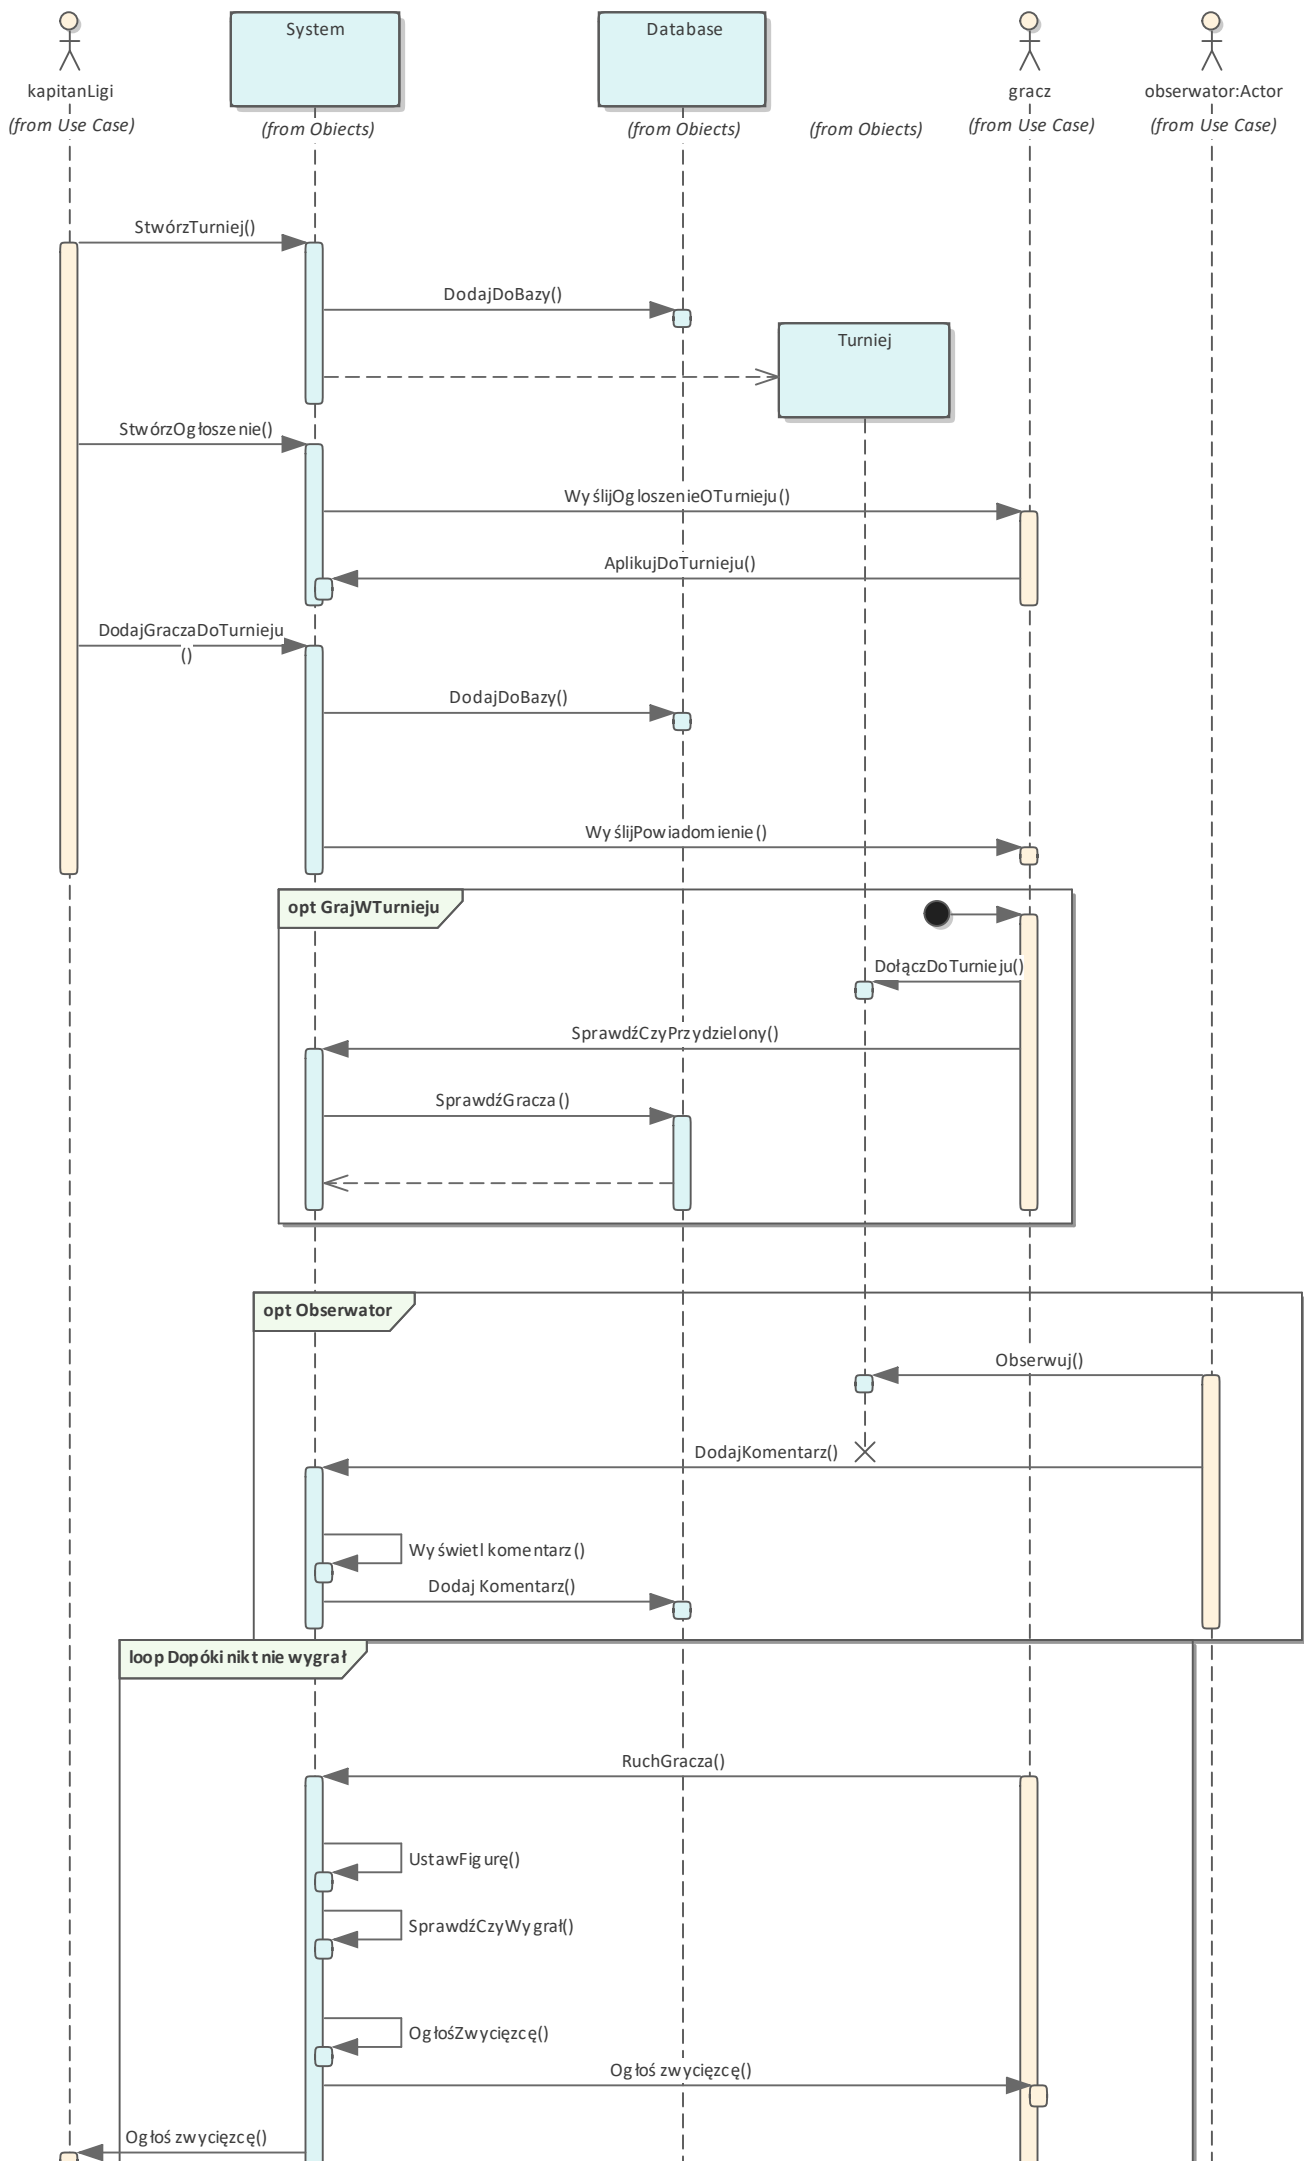 System
Database
kapitanLigi
gracz
obserwator:Actor
(from Use Case)
(from Obiects)
(from Obiects)
(from Obiects)
(from Use Case)
(from Use Case)
StwórzTurniej()
DodajDoBazy()
Turniej
StwórzOgłoszenie()
WyślijOgloszenieOTurnieju()
AplikujDoTurnieju()
DodajGraczaDoTurnieju
()
DodajDoBazy()
WyślijPowiadomienie()
opt GrajWTurnieju
DołączDoTurnieju()
SprawdźCzyPrzydzielony()
SprawdźGracza()
opt Obserwator
Obserwuj()
DodajKomentarz()
Wyświetl komentarz()
Dodaj Komentarz()
loop Dopóki nikt nie wygrał
RuchGracza()
UstawFigurę()
SprawdźCzyWygrał()
OgłośZwycięzcę()
Ogłoś zwycięzcę()
Ogłoś zwycięzcę()